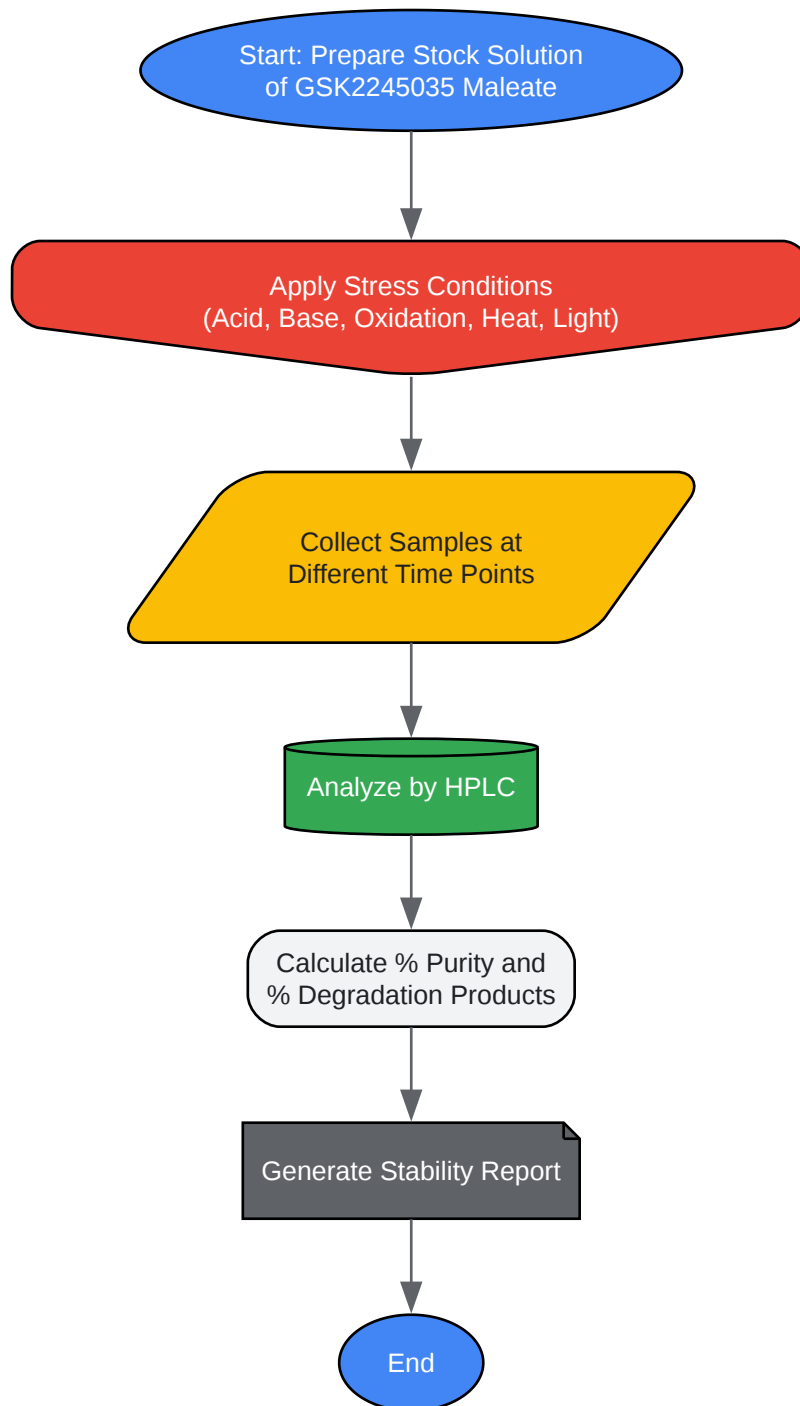 Start: Prepare Stock Solution
of GSK2245035 Maleate
Apply Stress Conditions
(Acid, Base, Oxidation, Heat, Light)
Collect Samples at
Different Time Points
Analyze by HPLC
Calculate % Purity and
% Degradation Products
Generate Stability Report
End